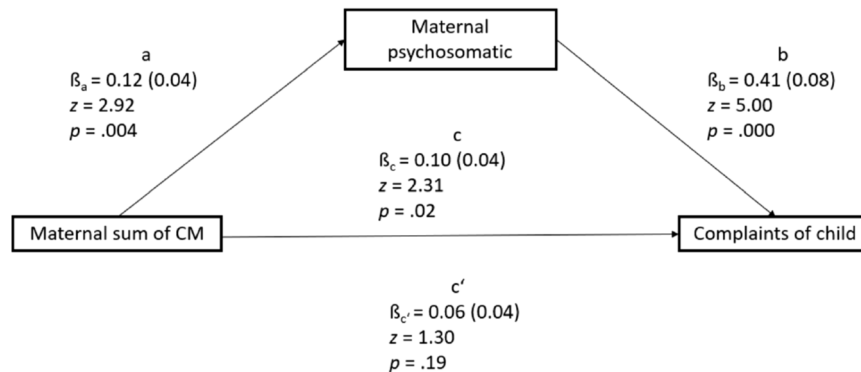 Maternal
psychosomatic
a
ßa = 0.12 (0.04)
z = 2.92
p = .004
b
ßb = 0.41 (0.08)
z = 5.00
p = .000
c
ßc = 0.10 (0.04)
z = 2.31
p = .02
Maternal sum of CM
Complaints of child
c‘
ßc‘ = 0.06 (0.04)
z = 1.30
p = .19